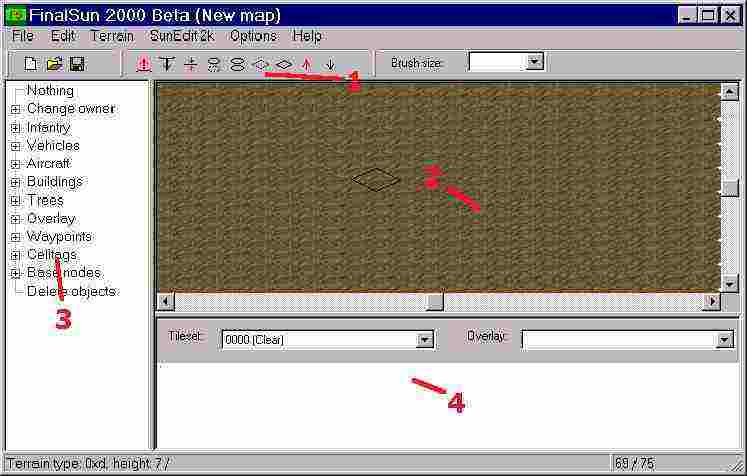 FinalSun 2000 Beta (New map)
File Edit Terrain SunEdit2k Options Help
Brush size:
1
Nothing
Change owner
Infantry
Vehicles
Aircraft
Buildings
Trees
Overlay
Waypoints
Celltags
Base nodes
Delete objects
2
3
Tileset: 0000 (Clear) Overlay:
4
Terrain type: 0xd, height: 7 /
69 / 75